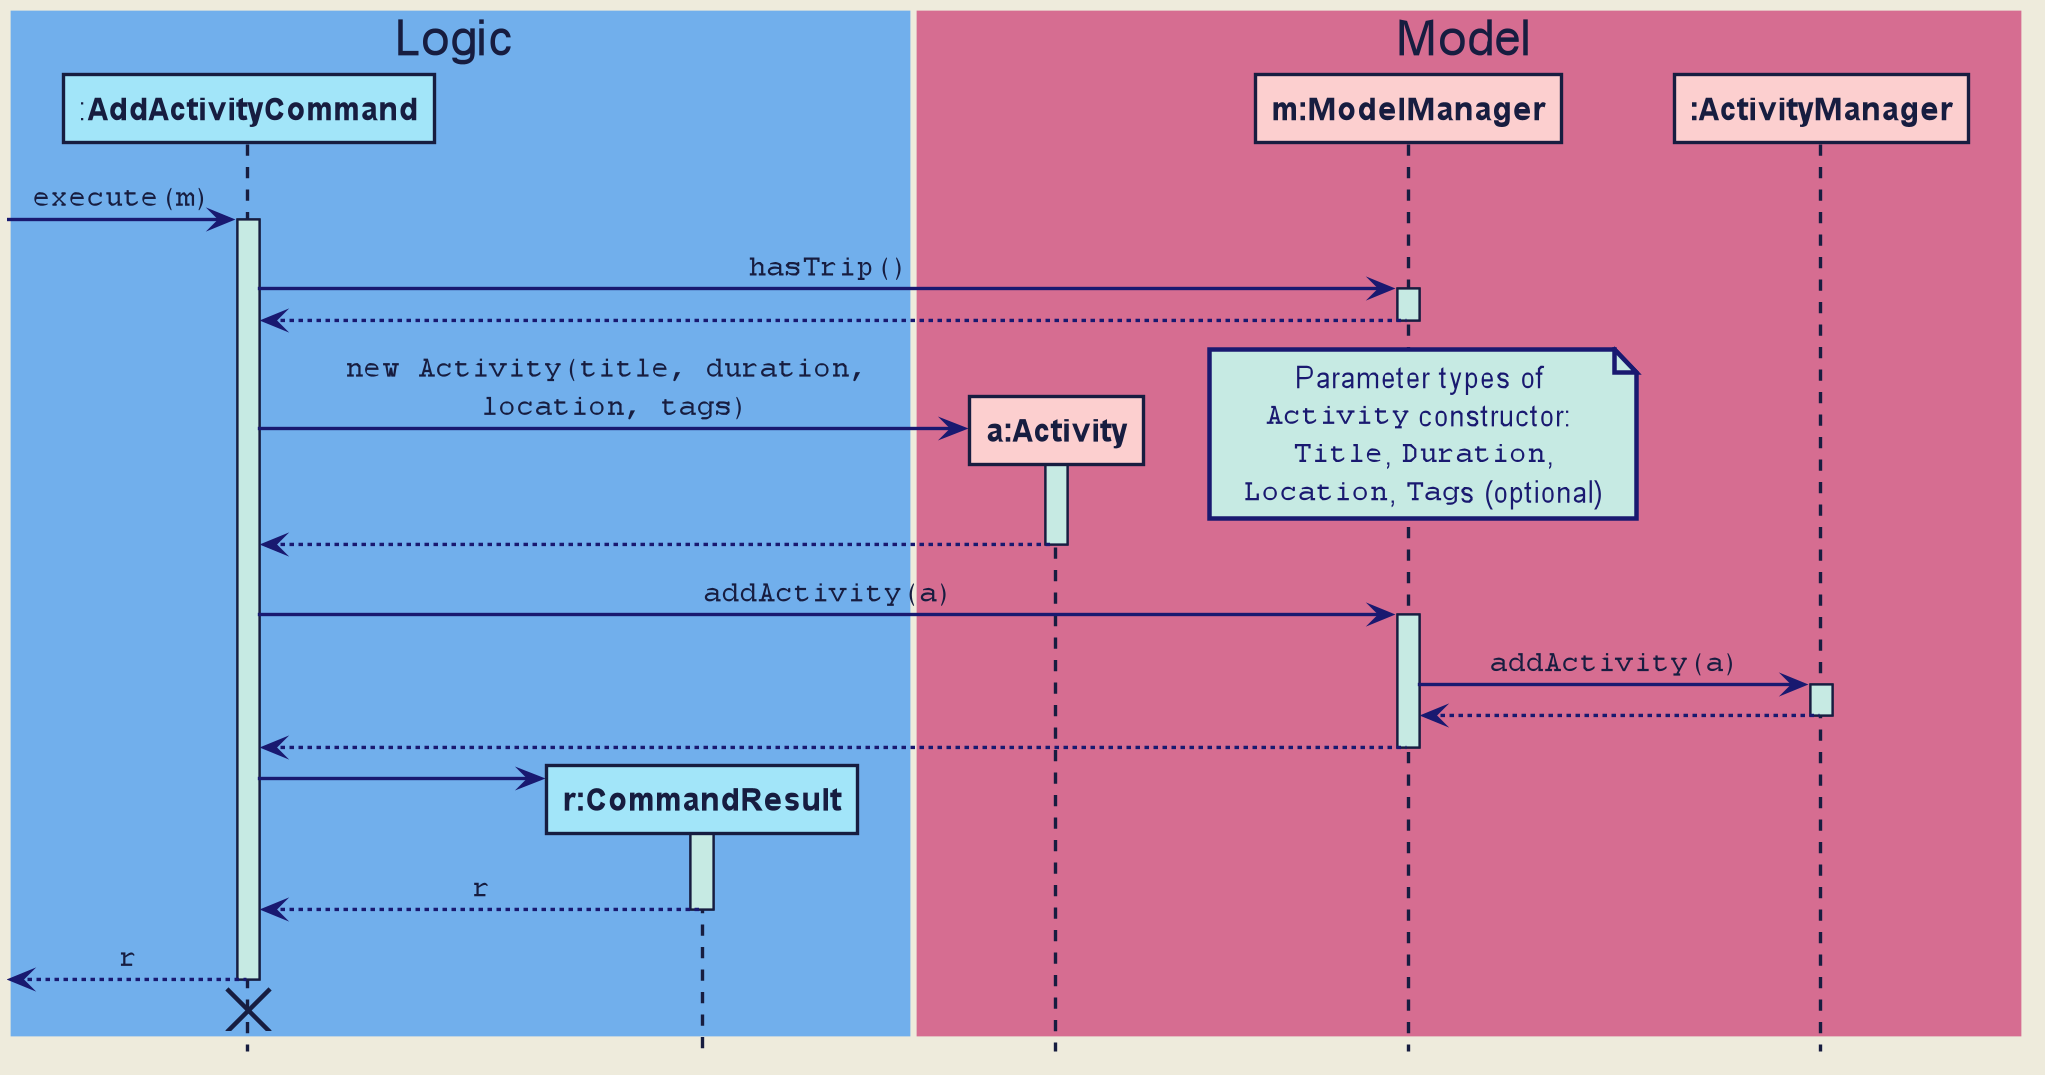 Logic
Model
:AddActivityCommand
m:ModelManager
:ActivityManager
execute(m)
hasTrip()
new Activity(title, duration,
location, tags)
a:Activity
Parameter types of
Activity constructor:
Title, Duration,
Location, Tags (optional)
addActivity(a)
addActivity(a)
r:CommandResult
r
r